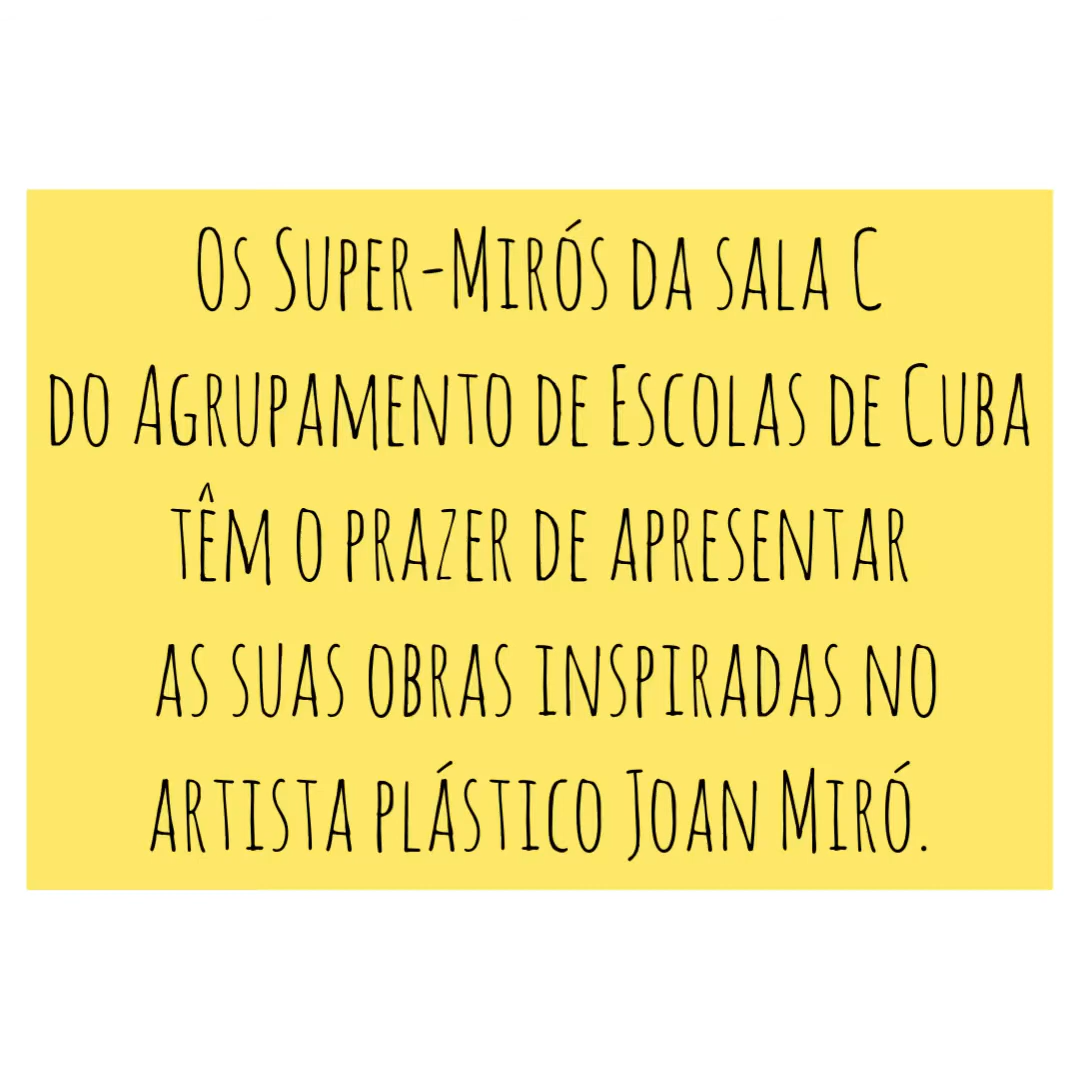 Os Super-Mirós da sala C
do Agrupamento de Escolas de Cuba
têm o prazer de apresentar
as suas obras inspiradas no
artista plástico Joan Miró.